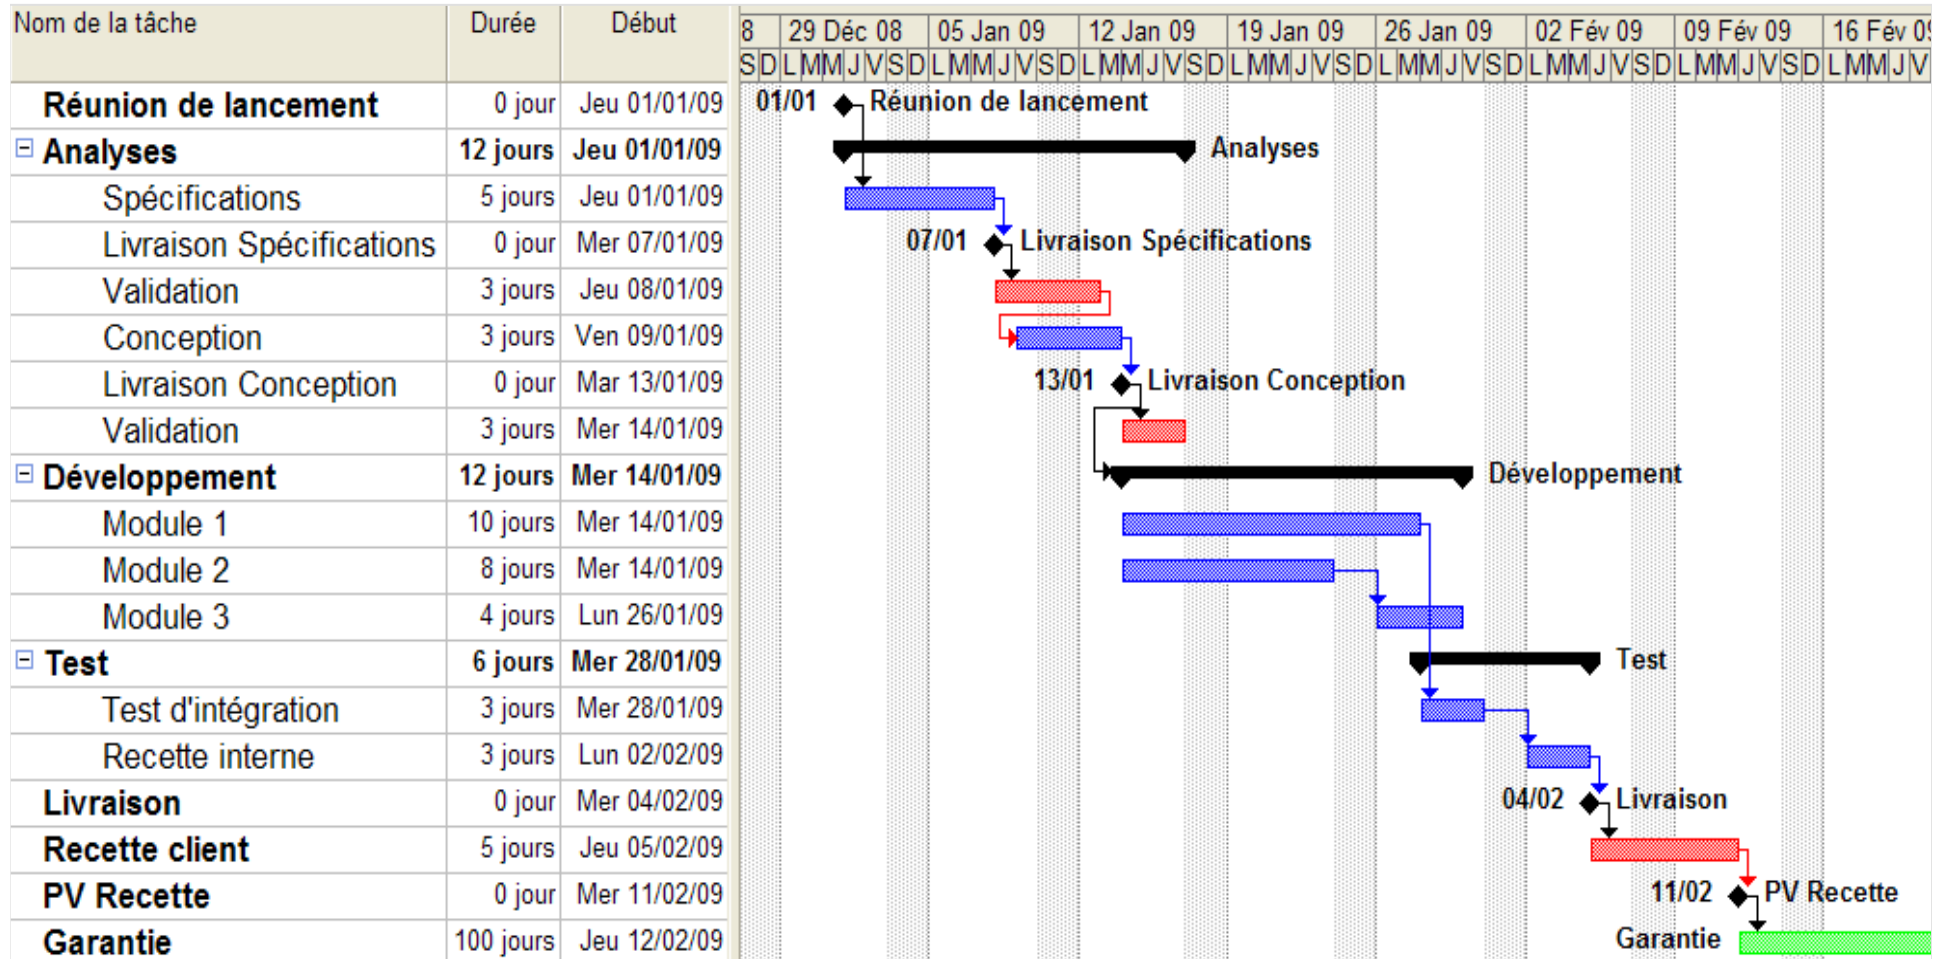 Nom de la tâche Durée Début
8 29 Déc 08 05 Jan 09 12 Jan 09 19 Jan 09 26 Jan 09 02 Fév 09 09 Fév 09 16 Fév 09
S D L M M J V S D L M M J V S D L M M J V S D L M M J V S D L M M J V S D L M M J V S D L M M J V S D L M M J V
Réunion de lancement 0 jour Jeu 01/01/09 01/01 Réunion de lancement
Analyses 12 jours Jeu 01/01/09 Analyses
Spécifications 5 jours Jeu 01/01/09
Livraison Spécifications 0 jour Mer 07/01/09 07/01 Livraison Spécifications
Validation 3 jours Jeu 08/01/09
Conception 3 jours Ven 09/01/09
Livraison Conception 0 jour Mar 13/01/09 13/01 Livraison Conception
Validation 3 jours Mer 14/01/09
Développement 12 jours Mer 14/01/09 Développement
Module 1 10 jours Mer 14/01/09
Module 2 8 jours Mer 14/01/09
Module 3 4 jours Lun 26/01/09
Test 6 jours Mer 28/01/09 Test
Test d'intégration 3 jours Mer 28/01/09
Recette interne 3 jours Lun 02/02/09
Livraison 0 jour Mer 04/02/09 04/02 Livraison
Recette client 5 jours Jeu 05/02/09
PV Recette 0 jour Mer 11/02/09 11/02 PV Recette
Garantie 100 jours Jeu 12/02/09 Garantie